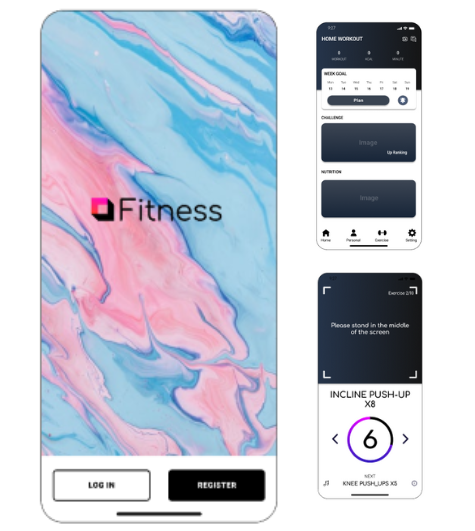 Fitness
LOG IN
REGISTER
9:27
HOME WORKOUT
0 0 0
WORKOUT KCAL MINUTE
WEEK GOAL
Mon Tue Wed Thu Fri Sat Sun
13 14 15 16 17 18 19
Plan
CHALLENGE
Image
Up Ranking
NUTRITION
Image
Home Personal Exercise Setting
Exercise 2/10
Please stand in the middle
of the screen
INCLINE PUSH-UP
X8
6
NEXT
KNEE PUSH_UPS X5